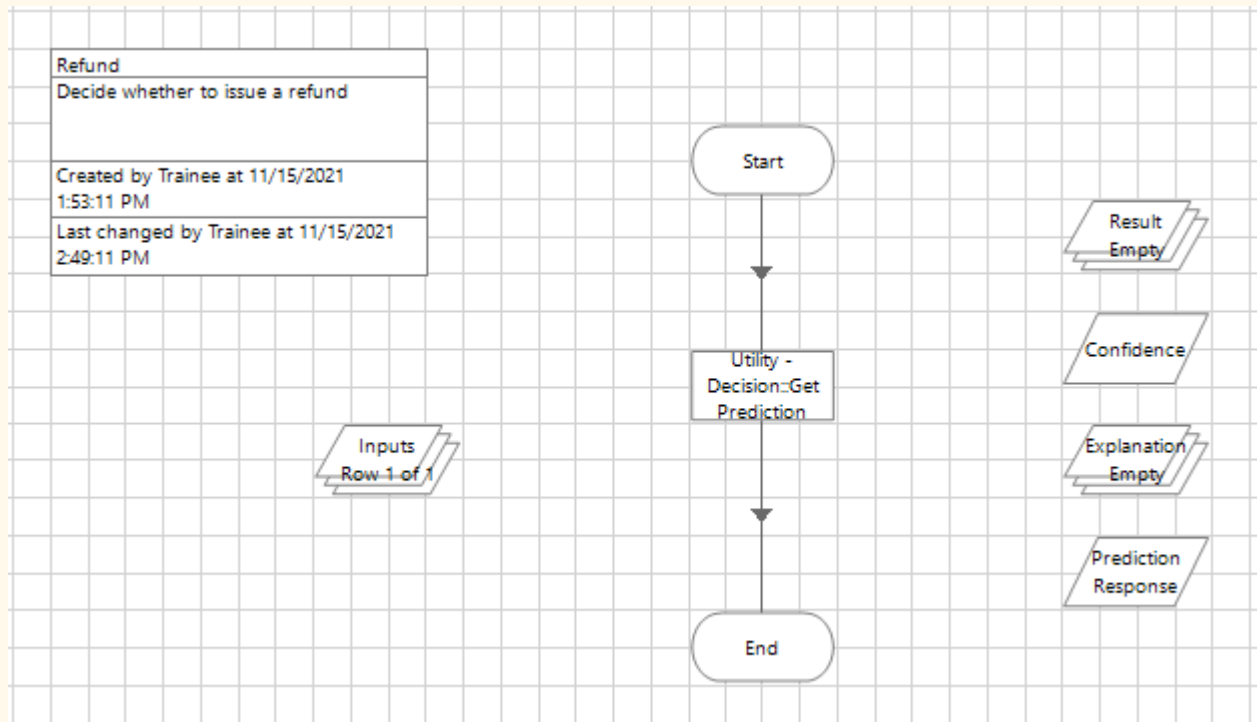 Refund
Decide whether to issue a refund
Created by Trainee at 11/15/2021
1:53:11 PM
Last changed by Trainee at 11/15/2021
2:49:11 PM
Start
Utility -
Decision::Get
Prediction
End
Inputs
Row 1 of 1
Result
Empty
Confidence
Explanation
Empty
Prediction
Response